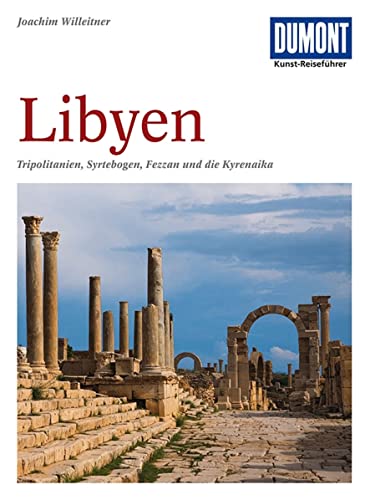 Joachim Willeitner
DUMONT
Kunst-Reiseführer
Libyen
Tripolitanien, Syrtebogen, Fezzan und die Kyrenaika